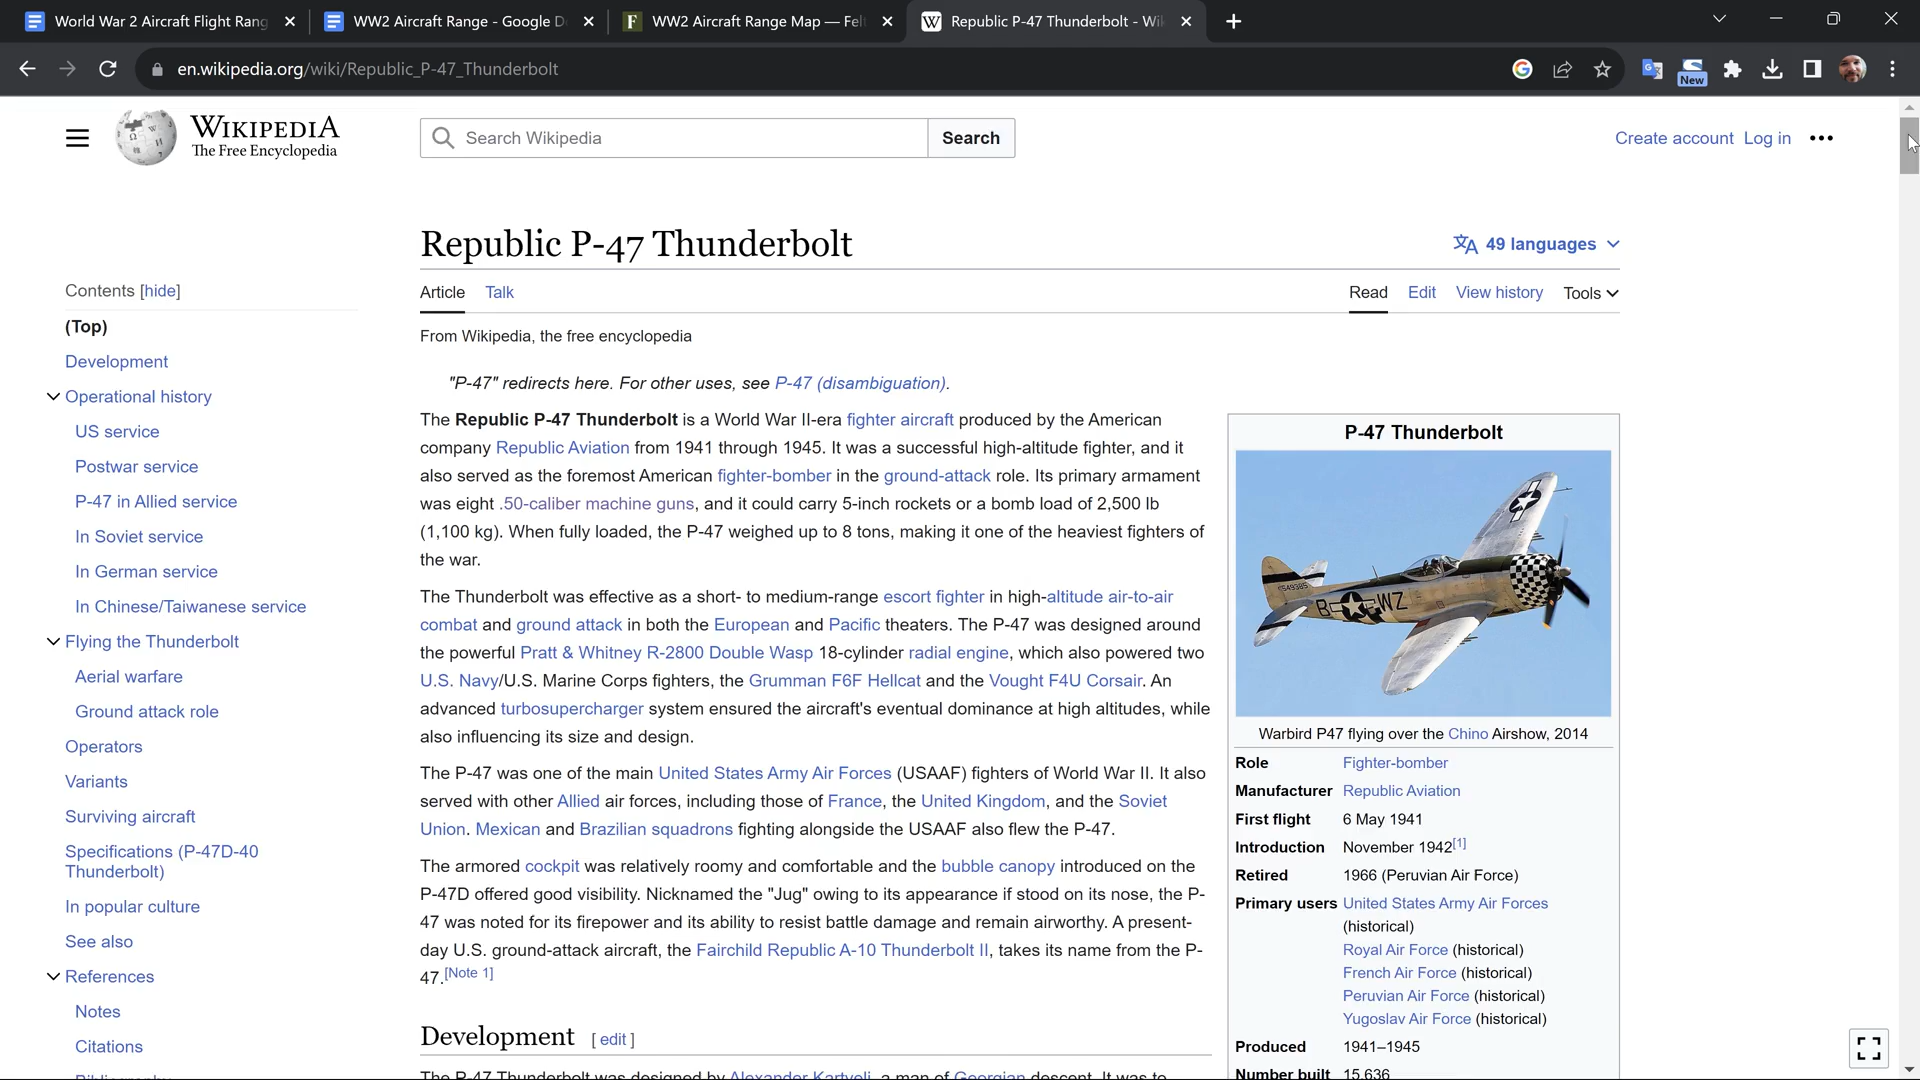 World War 2 Aircraft Flight Rang
WW2 Aircraft Range - Google D
WW2 Aircraft Range Map — Felt
Republic P-47 Thunderbolt - Wik
en.wikipedia.org/wiki/Republic_P-47_Thunderbolt
New
WIKIPEDIA
The Free Encyclopedia
Search Wikipedia
Search
Create account Log in
Republic P-47 Thunderbolt
49 languages
Article Talk
Read Edit View history Tools
From Wikipedia, the free encyclopedia
Contents [hide]
(Top)
Development
Operational history
US service
Postwar service
P-47 in Allied service
In Soviet service
In German service
In Chinese/Taiwanese service
Flying the Thunderbolt
Aerial warfare
Ground attack role
Operators
Variants
Surviving aircraft
Specifications (P-47D-40
Thunderbolt)
In popular culture
See also
References
Notes
Citations
"P-47" redirects here. For other uses, see P-47 (disambiguation).
The Republic P-47 Thunderbolt is a World War II-era fighter aircraft produced by the American
company Republic Aviation from 1941 through 1945. It was a successful high-altitude fighter, and it
also served as the foremost American fighter-bomber in the ground-attack role. Its primary armament
was eight .50-caliber machine guns, and it could carry 5-inch rockets or a bomb load of 2,500 lb
(1,100 kg). When fully loaded, the P-47 weighed up to 8 tons, making it one of the heaviest fighters of
the war.
The Thunderbolt was effective as a short- to medium-range escort fighter in high-altitude air-to-air
combat and ground attack in both the European and Pacific theaters. The P-47 was designed around
the powerful Pratt & Whitney R-2800 Double Wasp 18-cylinder radial engine, which also powered two
U.S. Navy/U.S. Marine Corps fighters, the Grumman F6F Hellcat and the Vought F4U Corsair. An
advanced turbosupercharger system ensured the aircraft's eventual dominance at high altitudes, while
also influencing its size and design.
The P-47 was one of the main United States Army Air Forces (USAAF) fighters of World War II. It also
served with other Allied air forces, including those of France, the United Kingdom, and the Soviet
Union. Mexican and Brazilian squadrons fighting alongside the USAAF also flew the P-47.
The armored cockpit was relatively roomy and comfortable and the bubble canopy introduced on the
P-47D offered good visibility. Nicknamed the "Jug" owing to its appearance if stood on its nose, the P-
47 was noted for its firepower and its ability to resist battle damage and remain airworthy. A present-
day U.S. ground-attack aircraft, the Fairchild Republic A-10 Thunderbolt II, takes its name from the P-
47.[Note 1]
Development [ edit ]
The P-47 Thunderbolt was designed by Alexander Kartveli, a man of Georgian descent. It was to
P-47 Thunderbolt
B WZ
Warbird P47 flying over the Chino Airshow, 2014
Role Fighter-bomber
Manufacturer Republic Aviation
First flight 6 May 1941
Introduction November 1942[1]
Retired 1966 (Peruvian Air Force)
Primary users United States Army Air Forces
(historical)
Royal Air Force (historical)
French Air Force (historical)
Peruvian Air Force (historical)
Yugoslav Air Force (historical)
Produced 1941–1945
Number built 15,636